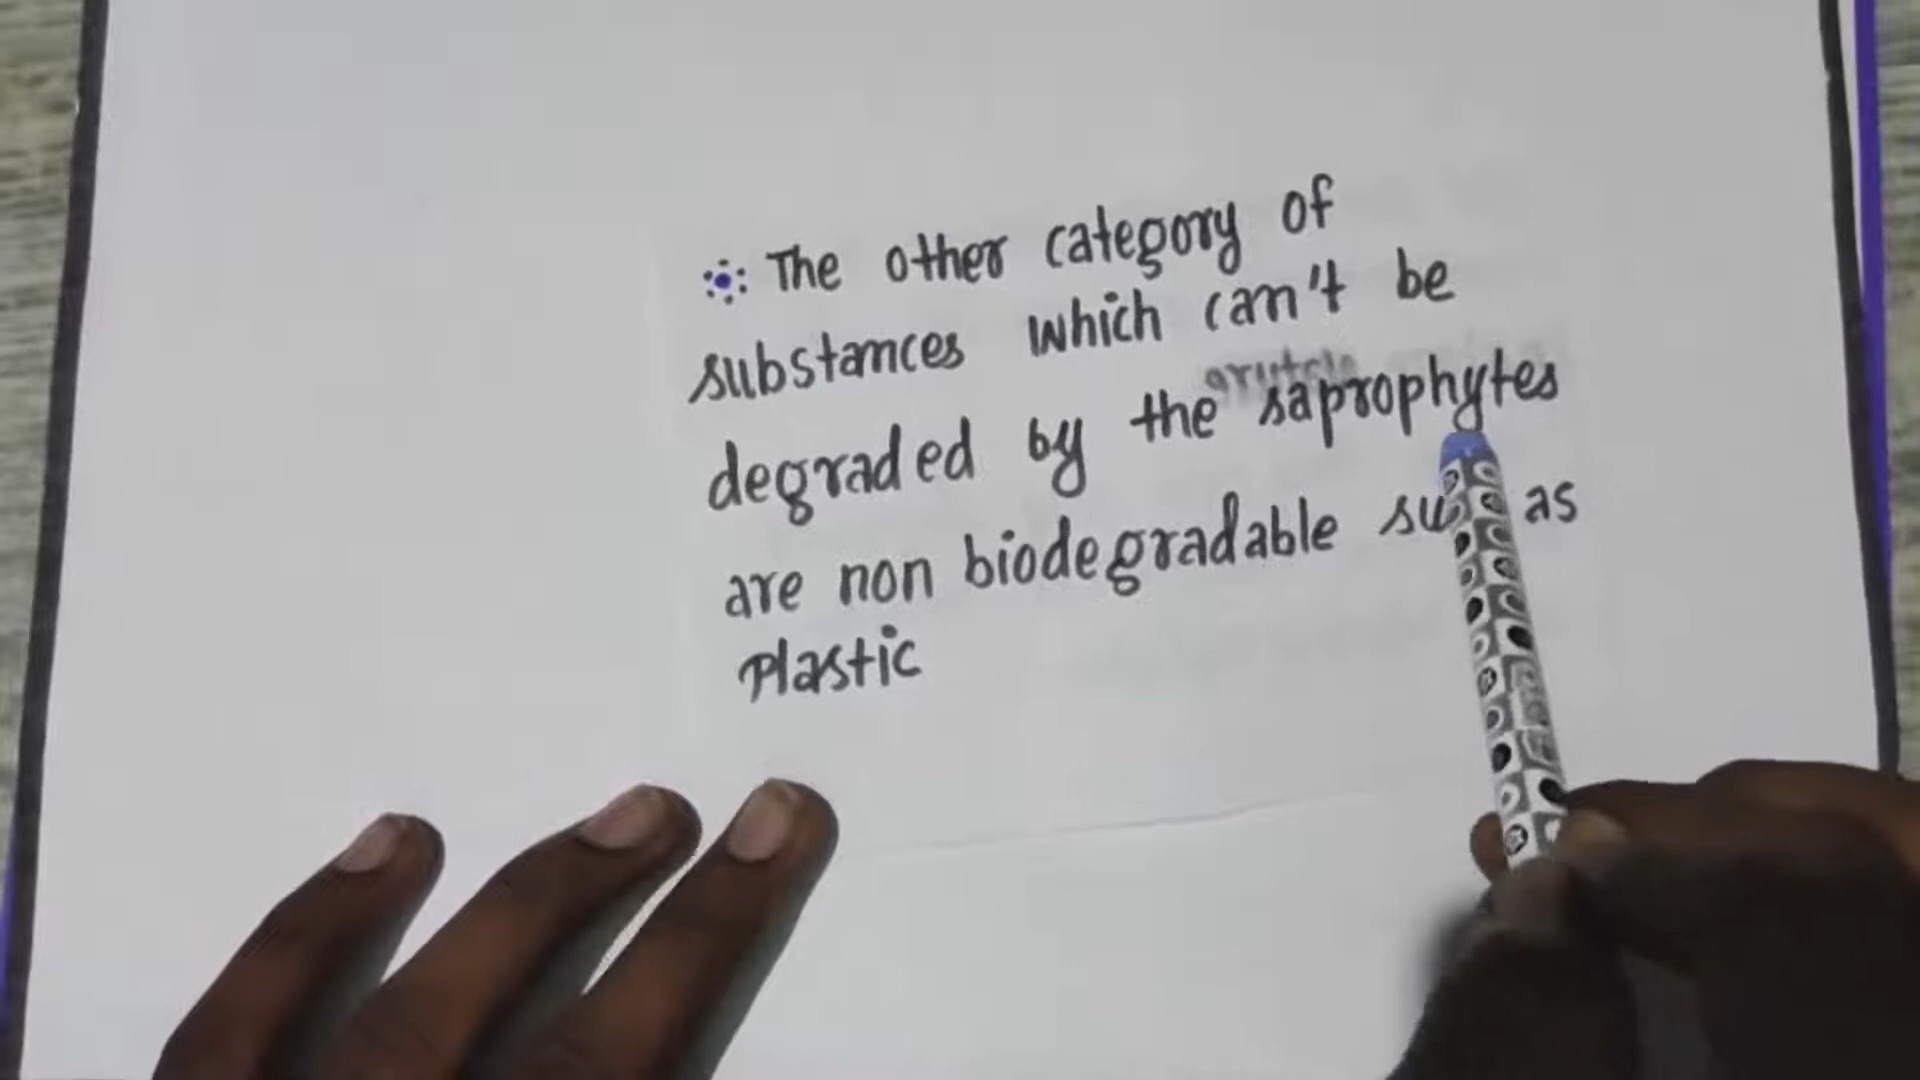 The other category of
substances which can't be
degraded by the saprophytes
are non biodegradable as
Plastic